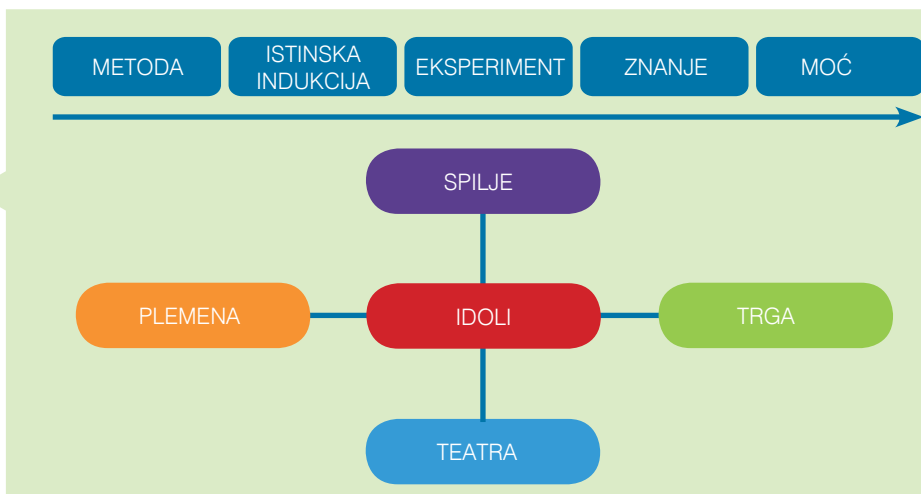 METODA
ISTINSKA
INDUKCIJA
EKSPERIMENT
ZNANJE
MOĆ
SPILJE
PLEMENA
IDOLI
TRGA
TEATRA